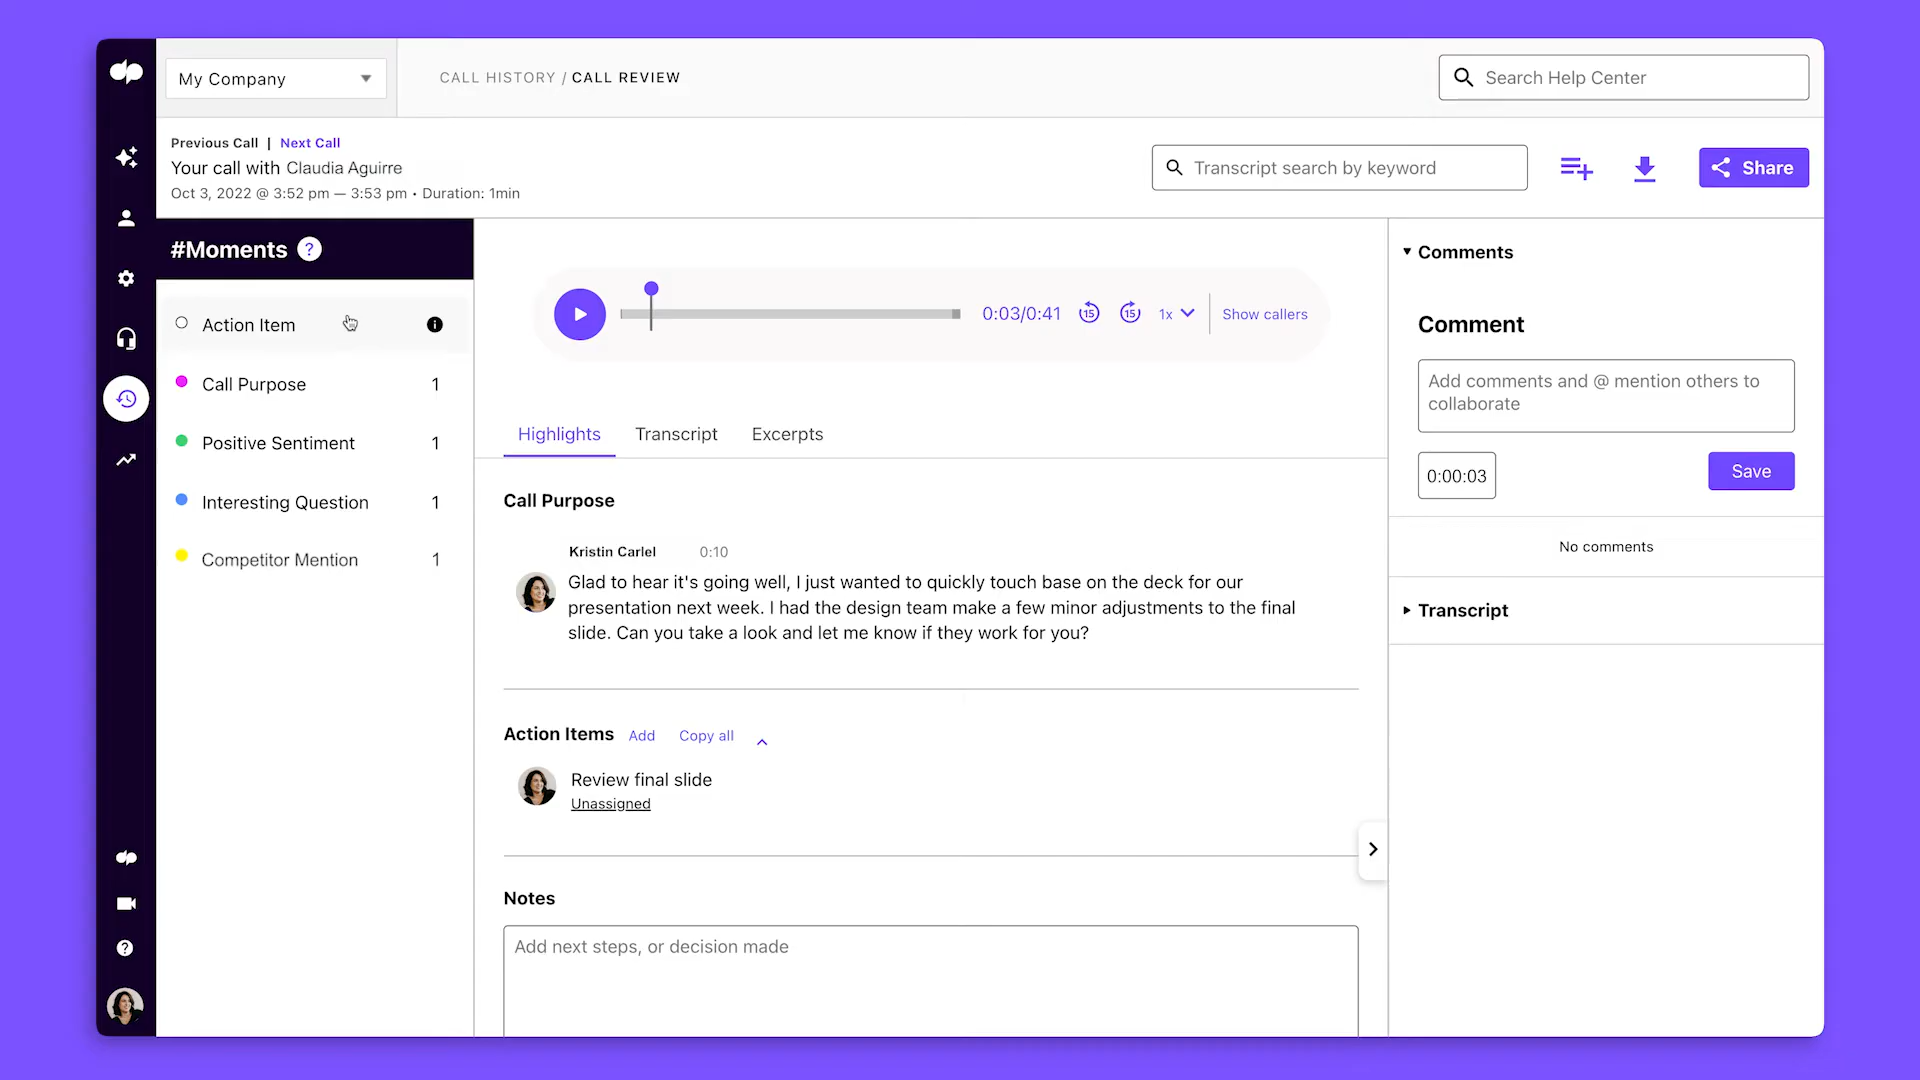 My Company
CALL HISTORY / CALL REVIEW
Search Help Center
Previous Call | Next Call
Your call with Claudia Aguirre
Oct 3, 2022 @ 3:52 pm — 3:53 pm • Duration: 1min
Transcript search by keyword
Share
#Moments ?
Action Item
Call Purpose 1
Positive Sentiment 1
Interesting Question 1
Competitor Mention 1
0:03/0:41
15
15
1x
Show callers
Highlights
Transcript
Excerpts
Call Purpose
Kristin Carlel 0:10
Glad to hear it's going well, I just wanted to quickly touch base on the deck for our
presentation next week. I had the design team make a few minor adjustments to the final
slide. Can you take a look and let me know if they work for you?
Action Items Add Copy all
Review final slide
Unassigned
Notes
Add next steps, or decision made
Comments
Comment
Add comments and @ mention others to
collaborate
0:00:03
Save
No comments
Transcript